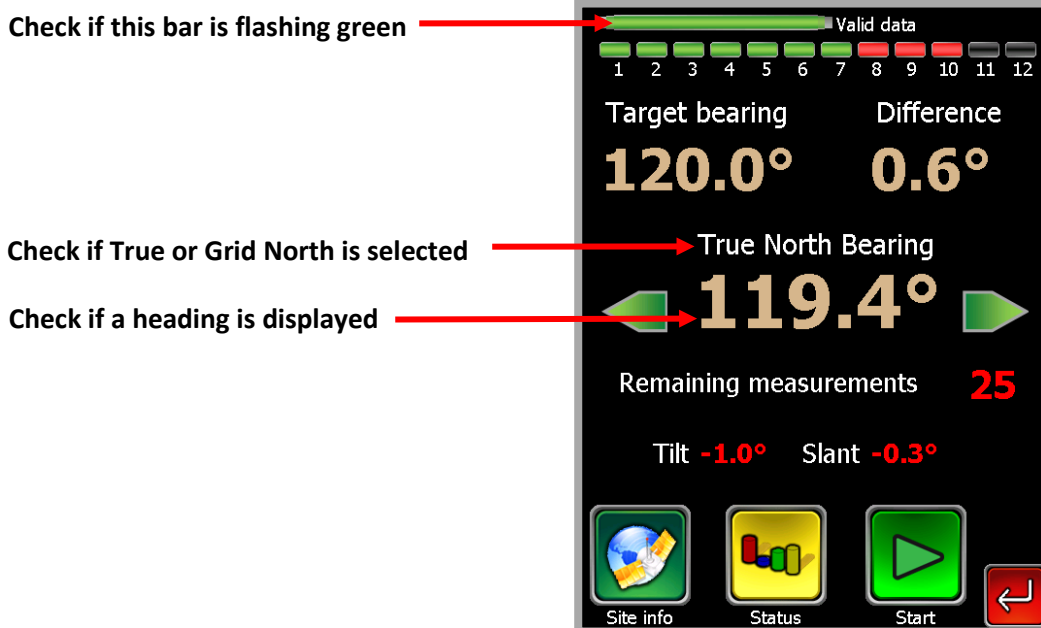 Check if this bar is flashing green
Valid data
1 2 3 4 5 6 7 8 9 10 11 12
Target bearing Difference
120.0° 0.6°
Check if True or Grid North is selected
True North Bearing
Check if a heading is displayed
119.4°
Remaining measurements 25
Tilt -1.0° Slant -0.3°
Site info Status Start